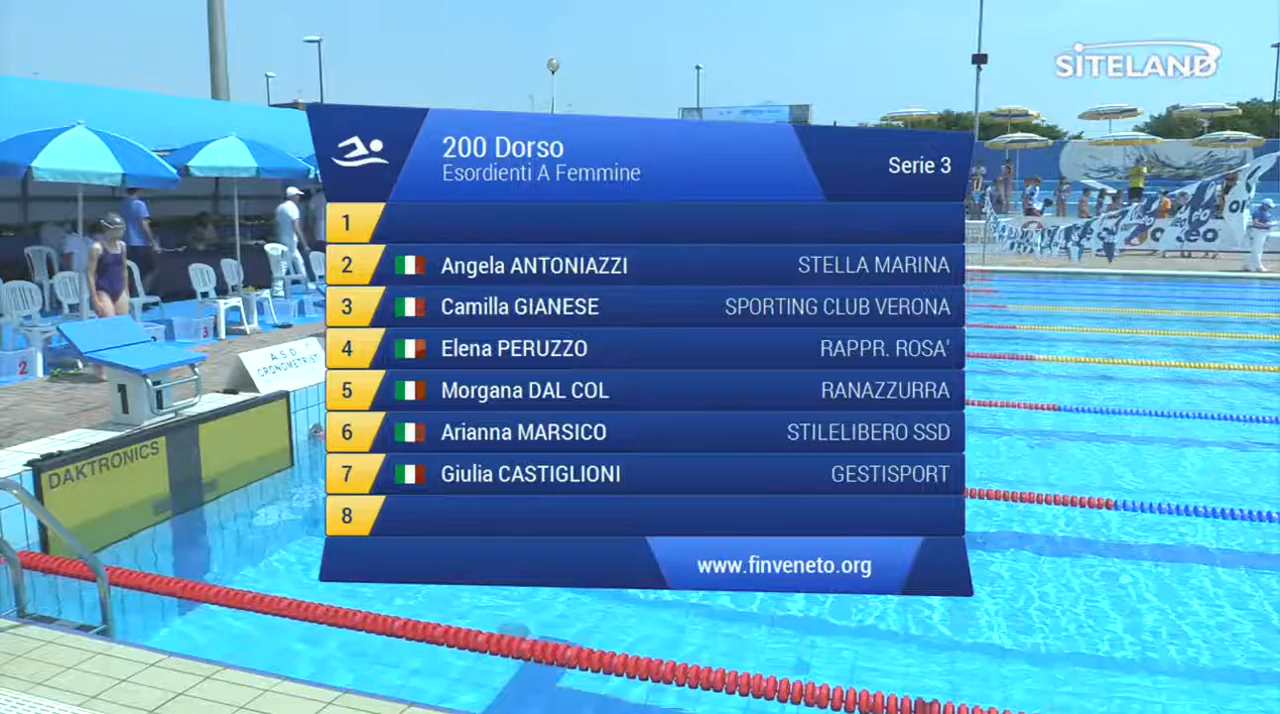 SITELAND
200 Dorso
Esordienti A Femmine
Serie 3
1
2 Angela ANTONIAZZI STELLA MARINA
3 Camilla GIANESE SPORTING CLUB VERONA
4 Elena PERUZZO RAPPR. ROSA'
5 Morgana DAL COL RANAZZURRA
6 Arianna MARSICO STILELIBERO SSD
7 Giulia CASTIGLIONI GESTISPORT
8
www.finveneto.org
A.S.D.
CRONOMETRISTI
2
3
1
DAKTRONICS